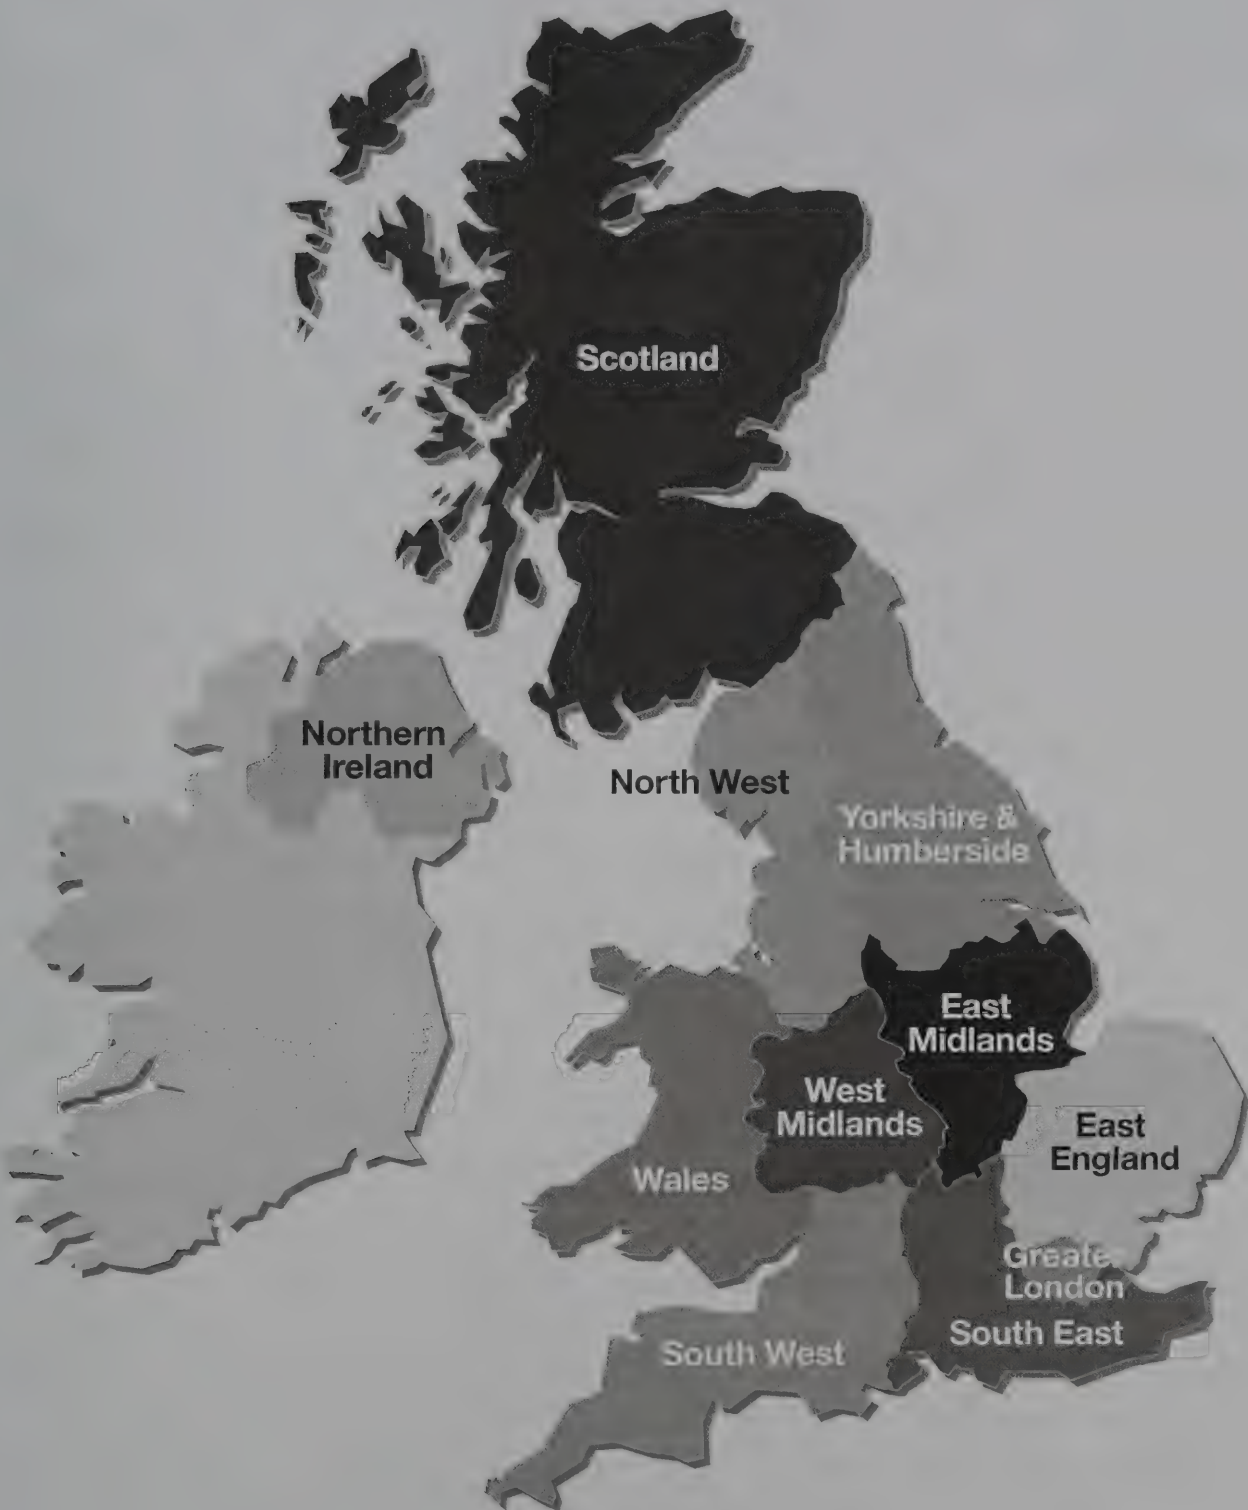 Scotland
Northern
Ireland
North West
Yorkshire &
Humberside
East
Midlands
West
Midlands
East
England
Wales
Greater
London
South East
South West